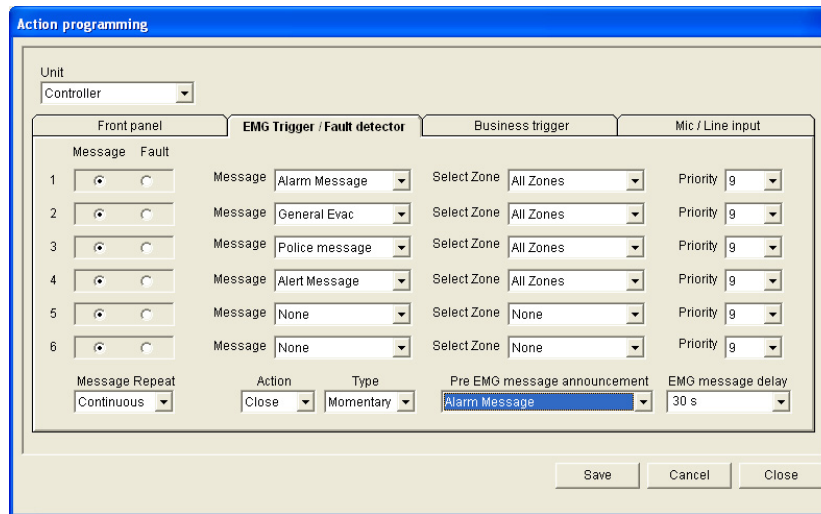 Action programming
Unit
Controller
Front panel EMG Trigger / Fault detector Business trigger Mic / Line input
Message Fault
1 Message Alarm Message Select Zone All Zones Priority 9
2 Message General Evac Select Zone All Zones Priority 9
3 Message Police message Select Zone All Zones Priority 9
4 Message Alert Message Select Zone All Zones Priority 9
5 Message None Select Zone None Priority 9
6 Message None Select Zone None Priority 9
Message Repeat Action Type Pre EMG message announcement EMG message delay
Continuous Close Momentary Alarm Message 30 s
Save Cancel Close